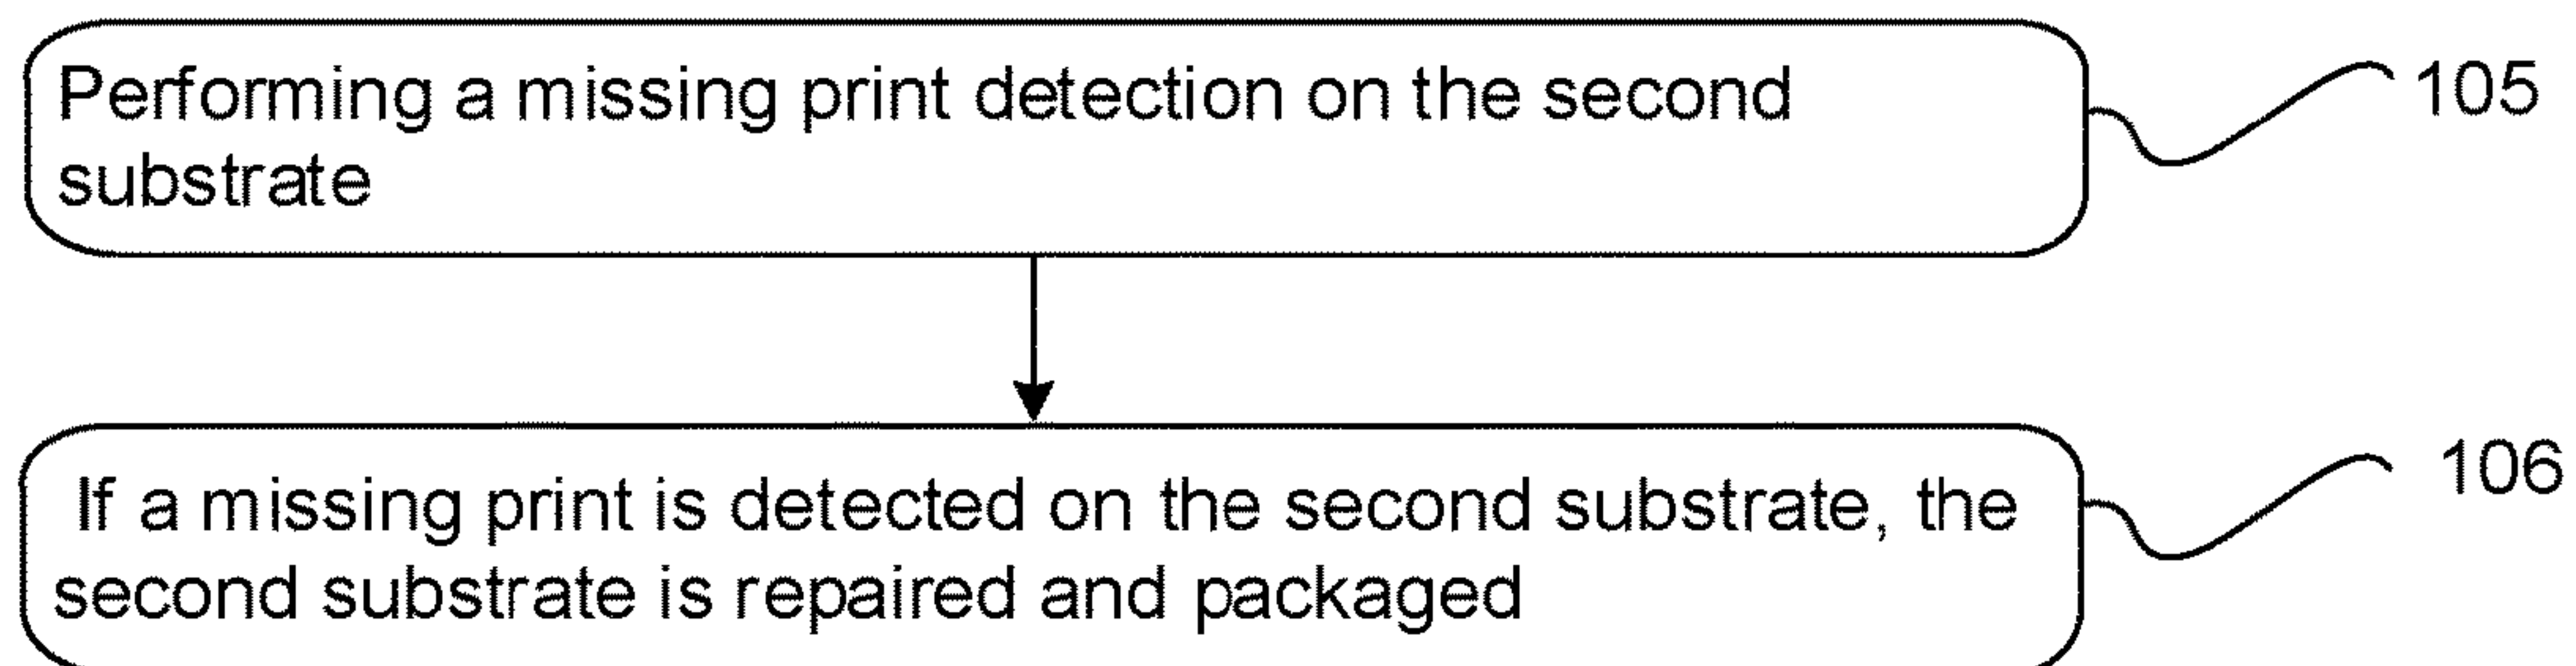 Performing a missing print detection on the second
substrate
105
If a missing print is detected on the second substrate, the
second substrate is repaired and packaged
106